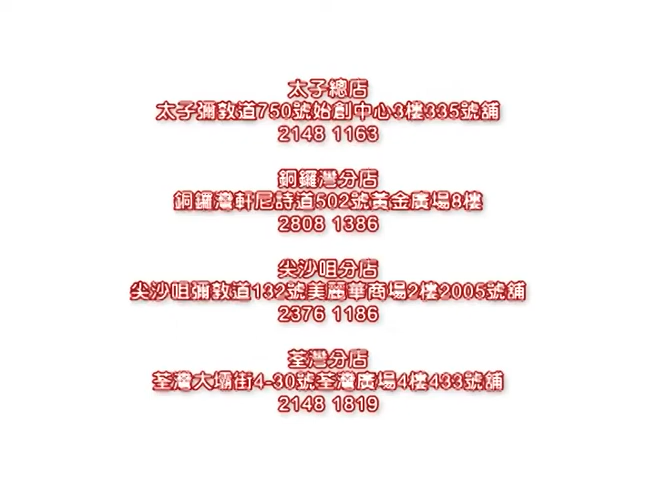 太子總店
太子彌敦道750號始創中心3樓335號舖
2148 1163
銅鑼灣分店
銅鑼灣軒尼詩道502號黃金廣場8樓
2808 1386
尖沙咀分店
尖沙咀彌敦道132號美麗華商場2樓2005號舖
2376 1186
荃灣分店
荃灣大壩街4-30號荃灣廣場4樓433號舖
2148 1819